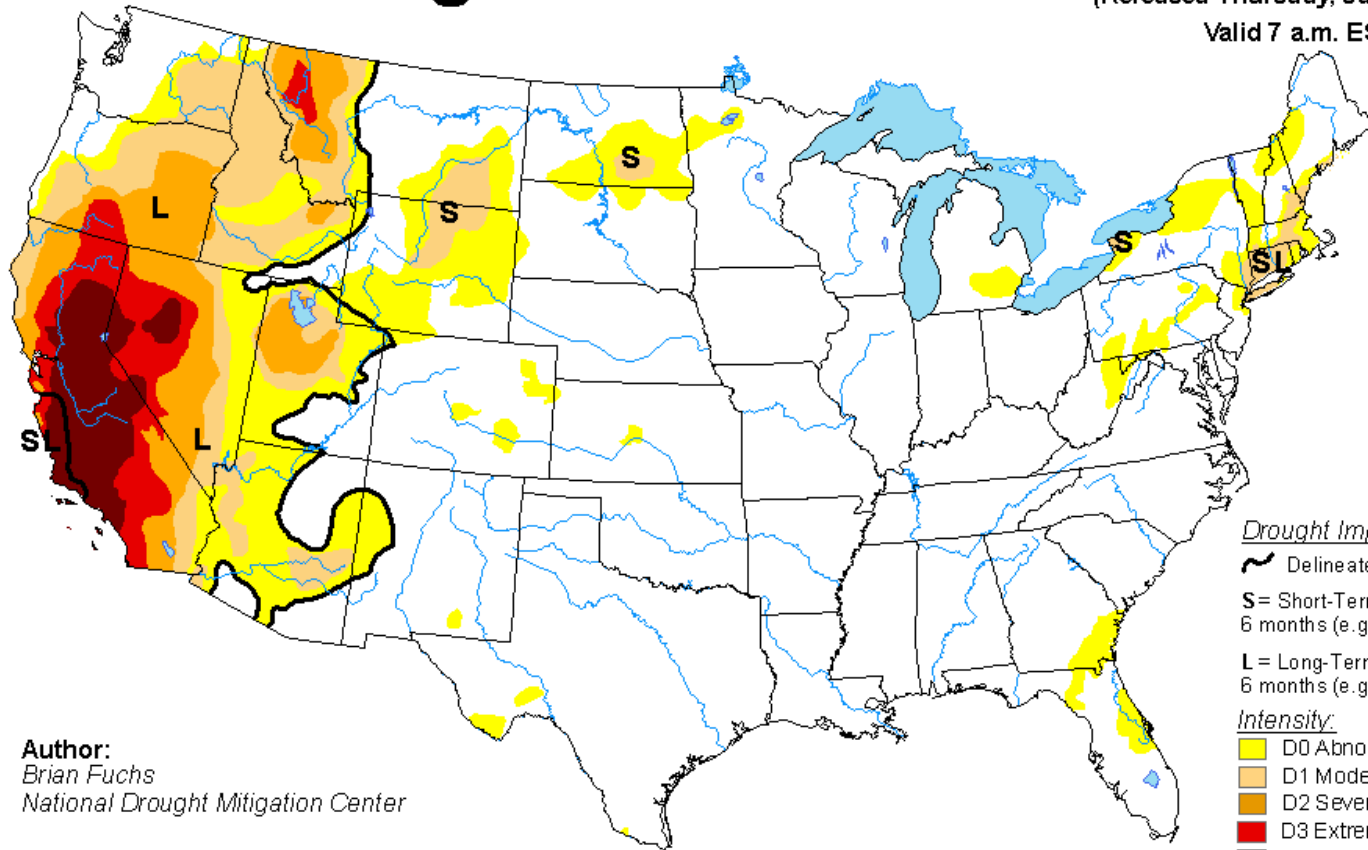 Valid 7 a.m.
S
S
L
S
S
SL
SL
L
Drought
Delineate
S = Short-Term
6 months (e.g
L = Long-Term
6 months (e.g
Intensity:
Author:
D0 Abno
Brian Fuchs
D1 Mode
National Drought Mitigation Center
D2 Sever
D3 Extre